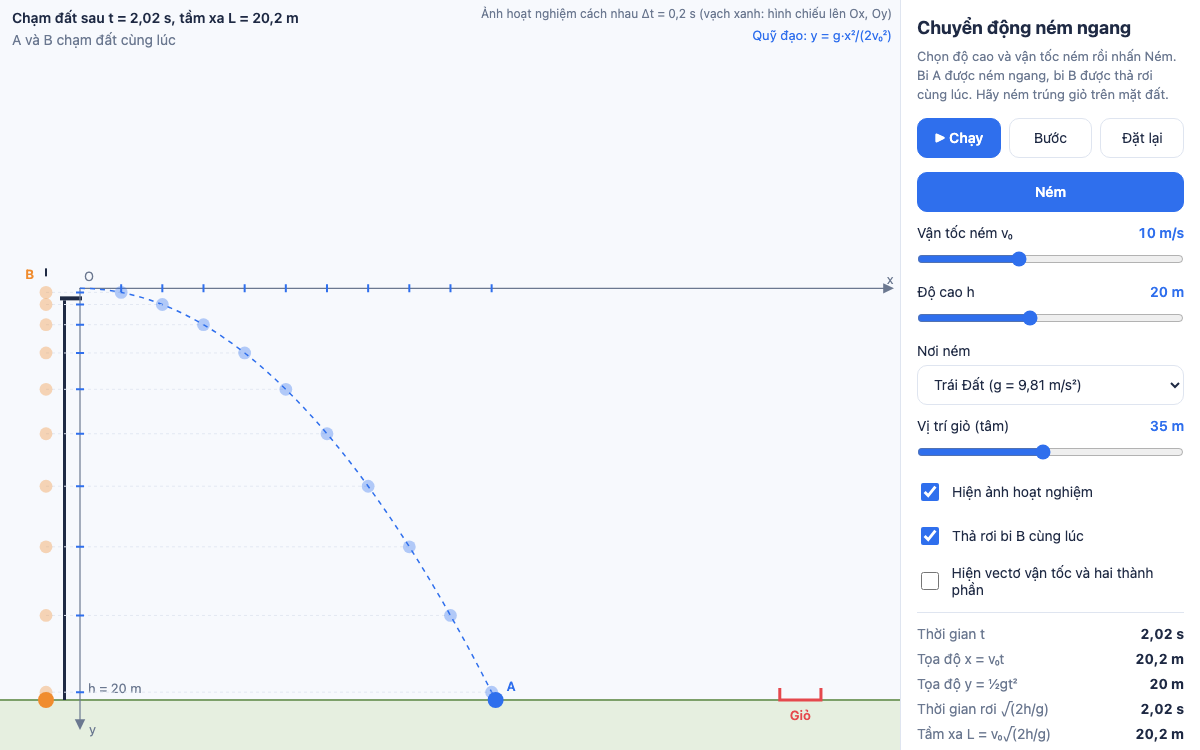 Chạm đất sau t = 2,02 s, tầm xa L = 20,2 m
A và B chạm đất cùng lúc
Ảnh hoạt nghiệm cách nhau Δt = 0,2 s (vạch xanh: hình chiếu lên Ox, Oy)
Quỹ đạo: y = g·x²/(2v₀²)
B
O
x
h = 20 m
A
Giỏ
y
Chuyển động ném ngang
Chọn độ cao và vận tốc ném rồi nhấn Ném.
Bi A được ném ngang, bi B được thả rơi
cùng lúc. Hãy ném trúng giỏ trên mặt đất.
▶ Chạy
Bước
Đặt lại
Ném
Vận tốc ném v₀
10 m/s
Độ cao h
20 m
Nơi ném
Trái Đất (g = 9,81 m/s²)
Vị trí giỏ (tâm)
35 m
Hiện ảnh hoạt nghiệm
Thả rơi bi B cùng lúc
Hiện vectơ vận tốc và hai thành
phần
Thời gian t
2,02 s
Tọa độ x = v₀t
20,2 m
Tọa độ y = ½gt²
20 m
Thời gian rơi √(2h/g)
2,02 s
Tầm xa L = v₀√(2h/g)
20,2 m